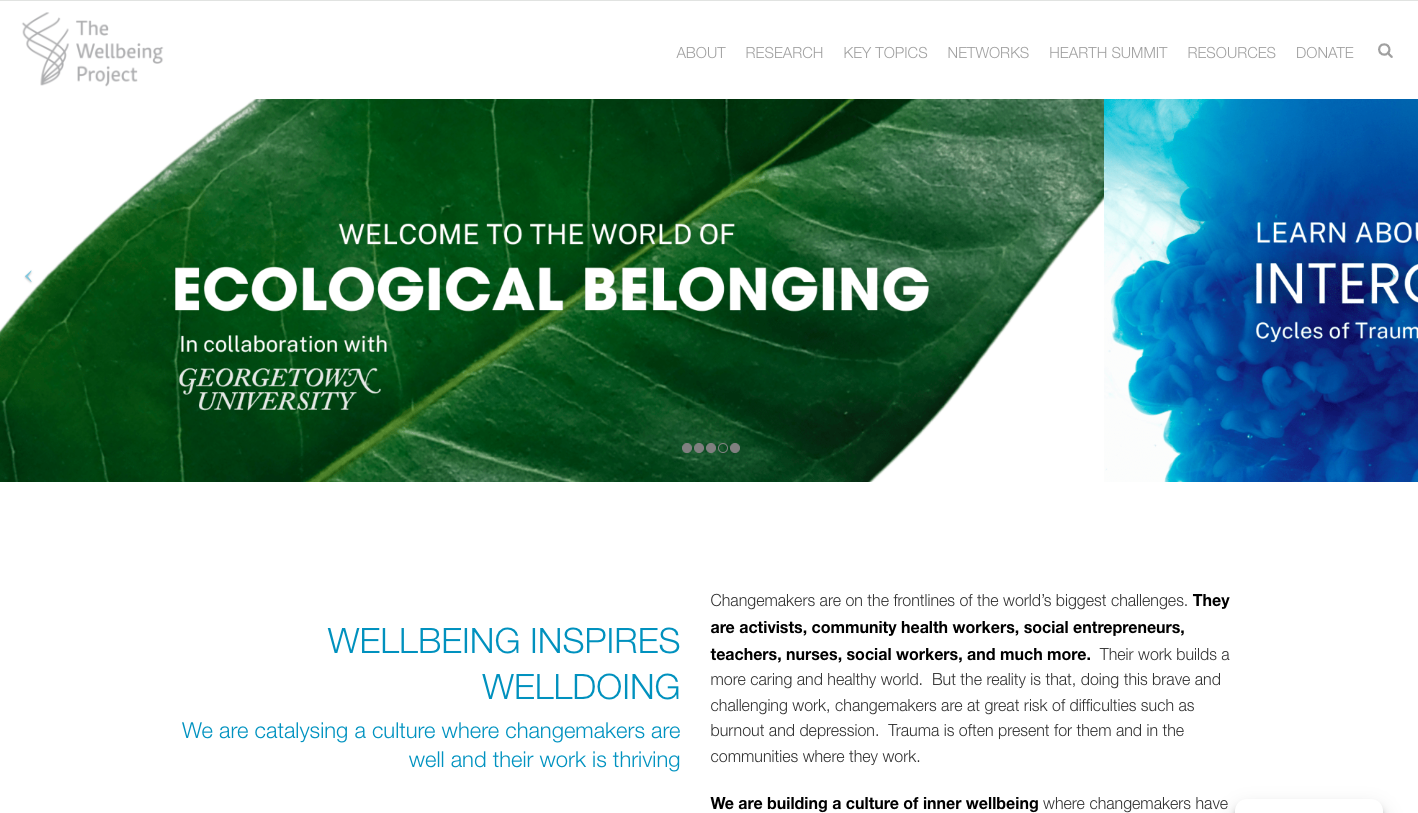 The
Wellbeing
Project
ABOUT RESEARCH KEY TOPICS NETWORKS HEARTH SUMMIT RESOURCES DONATE
WELCOME TO THE WORLD OF
ECOLOGICAL BELONGING
In collaboration with
GEORGETOWN
UNIVERSITY
LEARN
Cycles of
WELLBEING INSPIRES
WELLDOING
We are catalysing a culture where changemakers are
well and their work is thriving
Changemakers are on the frontlines of the world’s biggest challenges. They
are activists, community health workers, social entrepreneurs,
teachers, nurses, social workers, and much more. Their work builds a
more caring and healthy world. But the reality is that, doing this brave and
challenging work, changemakers are at great risk of difficulties such as
burnout and depression. Trauma is often present for them and in the
communities where they work.
We are building a culture of inner wellbeing where changemakers have